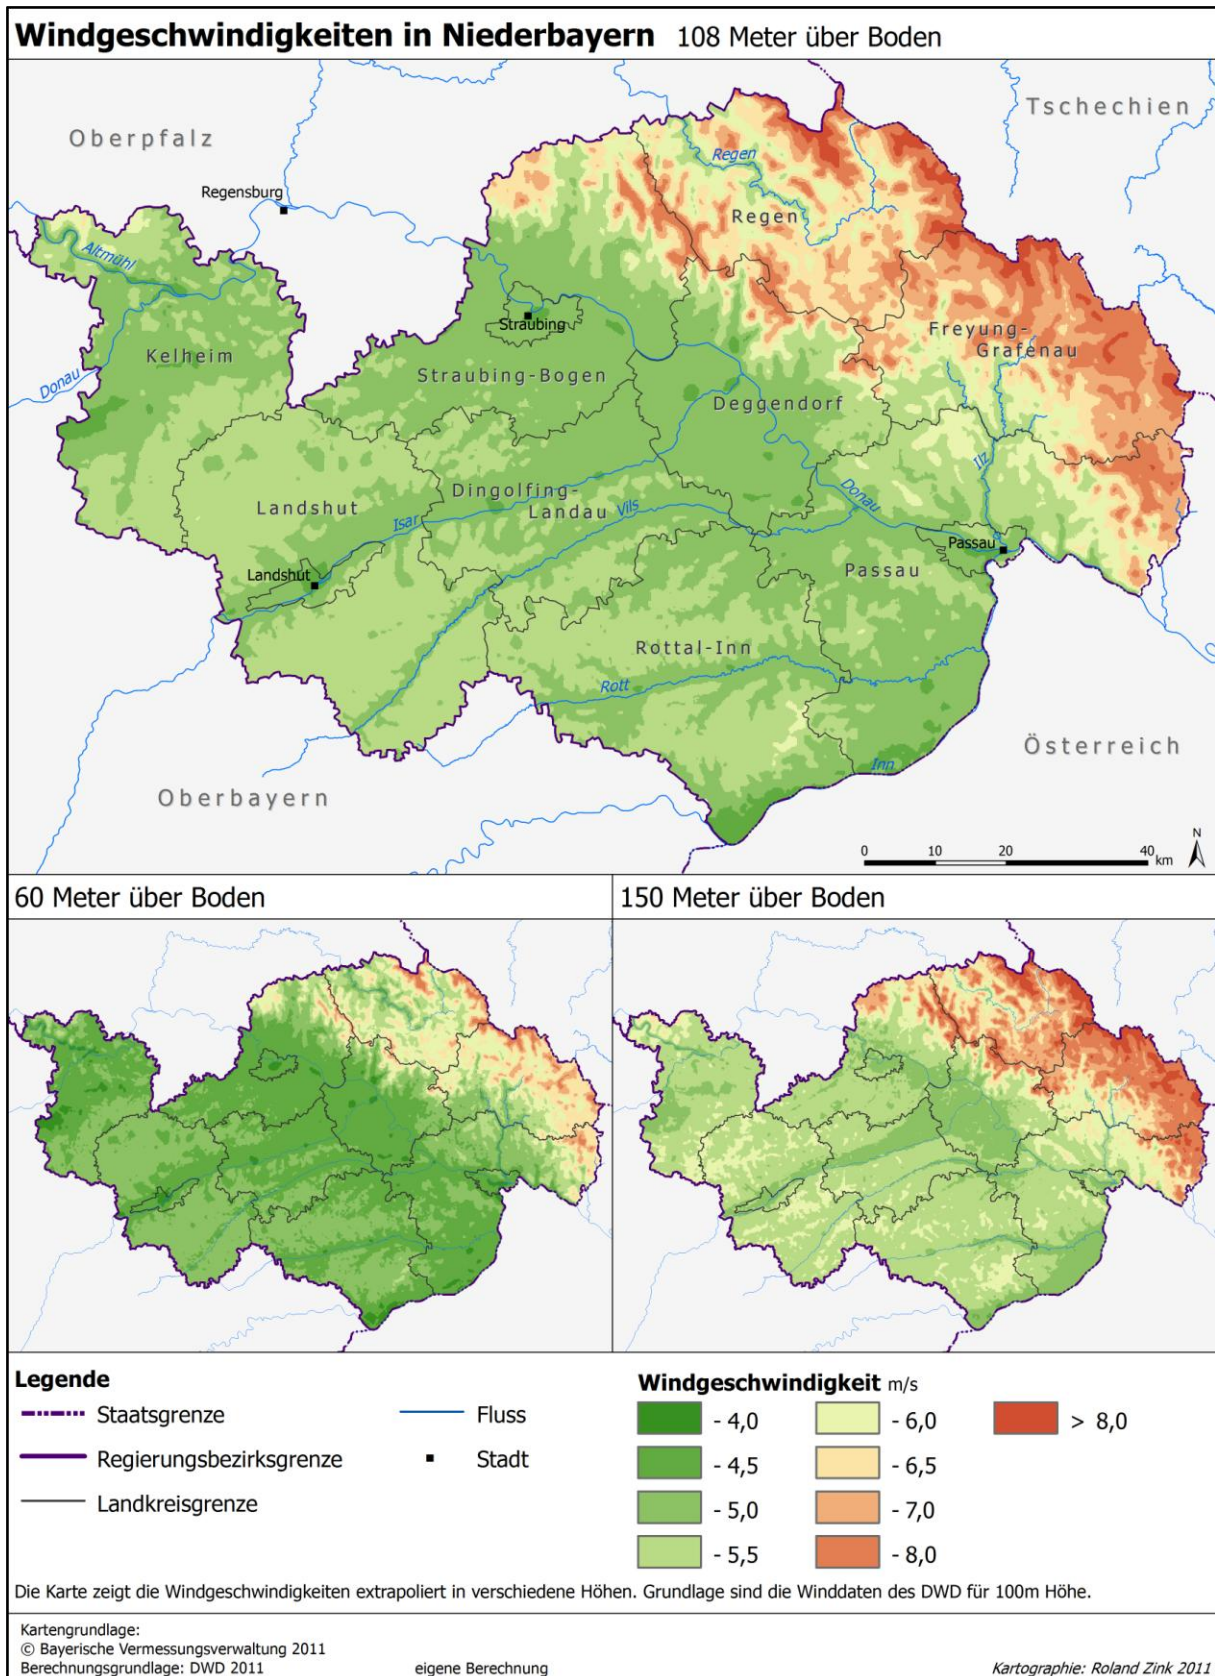 Windgeschwindigkeiten in Niederbayern 108 Meter über Boden
Tschechien
Oberpfalz
Regensburg
Regen
Regen
Altmühl
Straubing
Freyung-
Grafenau
Kelheim
Donau
Straubing-Bogen
Deggendorf
Ilz
Dingolfing-
Landau
Landshut
Isar
Vils
Donau
Passau
Landshut
Passau
Rottal-Inn
Rott
Österreich
Inn
Oberbayern
0 10 20 40
km
N
60 Meter über Boden
150 Meter über Boden
Legende
Staatsgrenze
Regierungsbezirksgrenze
Landkreisgrenze
Fluss
Stadt
Windgeschwindigkeit m/s
- 4,0
- 4,5
- 5,0
- 5,5
- 6,0
- 6,5
- 7,0
- 8,0
> 8,0
Die Karte zeigt die Windgeschwindigkeiten extrapoliert in verschiedene Höhen. Grundlage sind die Winddaten des DWD für 100m Höhe.
Kartengrundlage:
© Bayerische Vermessungsverwaltung 2011
Berechnungsgrundlage: DWD 2011 eigene Berechnung Kartographie: Roland Zink 2011